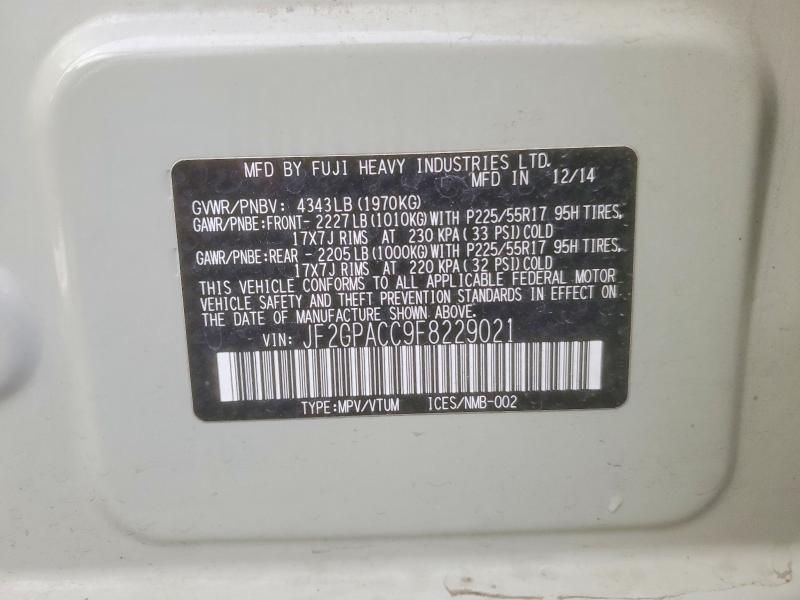 MFD BY FUJI HEAVY INDUSTRIES LTD.
MFD IN 12/14
GVWR/PNBV: 4343LB (1970KG)
GAWR/PNBE:FRONT- 2227LB (1010KG) WITH P225/55R17 95H TIRES,
17X7J RIMS AT 230 KPA (33 PSI) COLD
GAWR/PNBE:REAR - 2205LB (1000KG) WITH P225/55R17 95H TIRES,
17X7J RIMS AT 220 KPA (32 PSI) COLD
THIS VEHICLE CONFORMS TO ALL APPLICABLE FEDERAL MOTOR
VEHICLE SAFETY AND THEFT PREVENTION STANDARDS IN EFFECT ON
THE DATE OF MANUFACTURE SHOWN ABOVE.
VIN: JF2GPACC9F8229021
TYPE:MPV/VTUM ICES/NMB-002